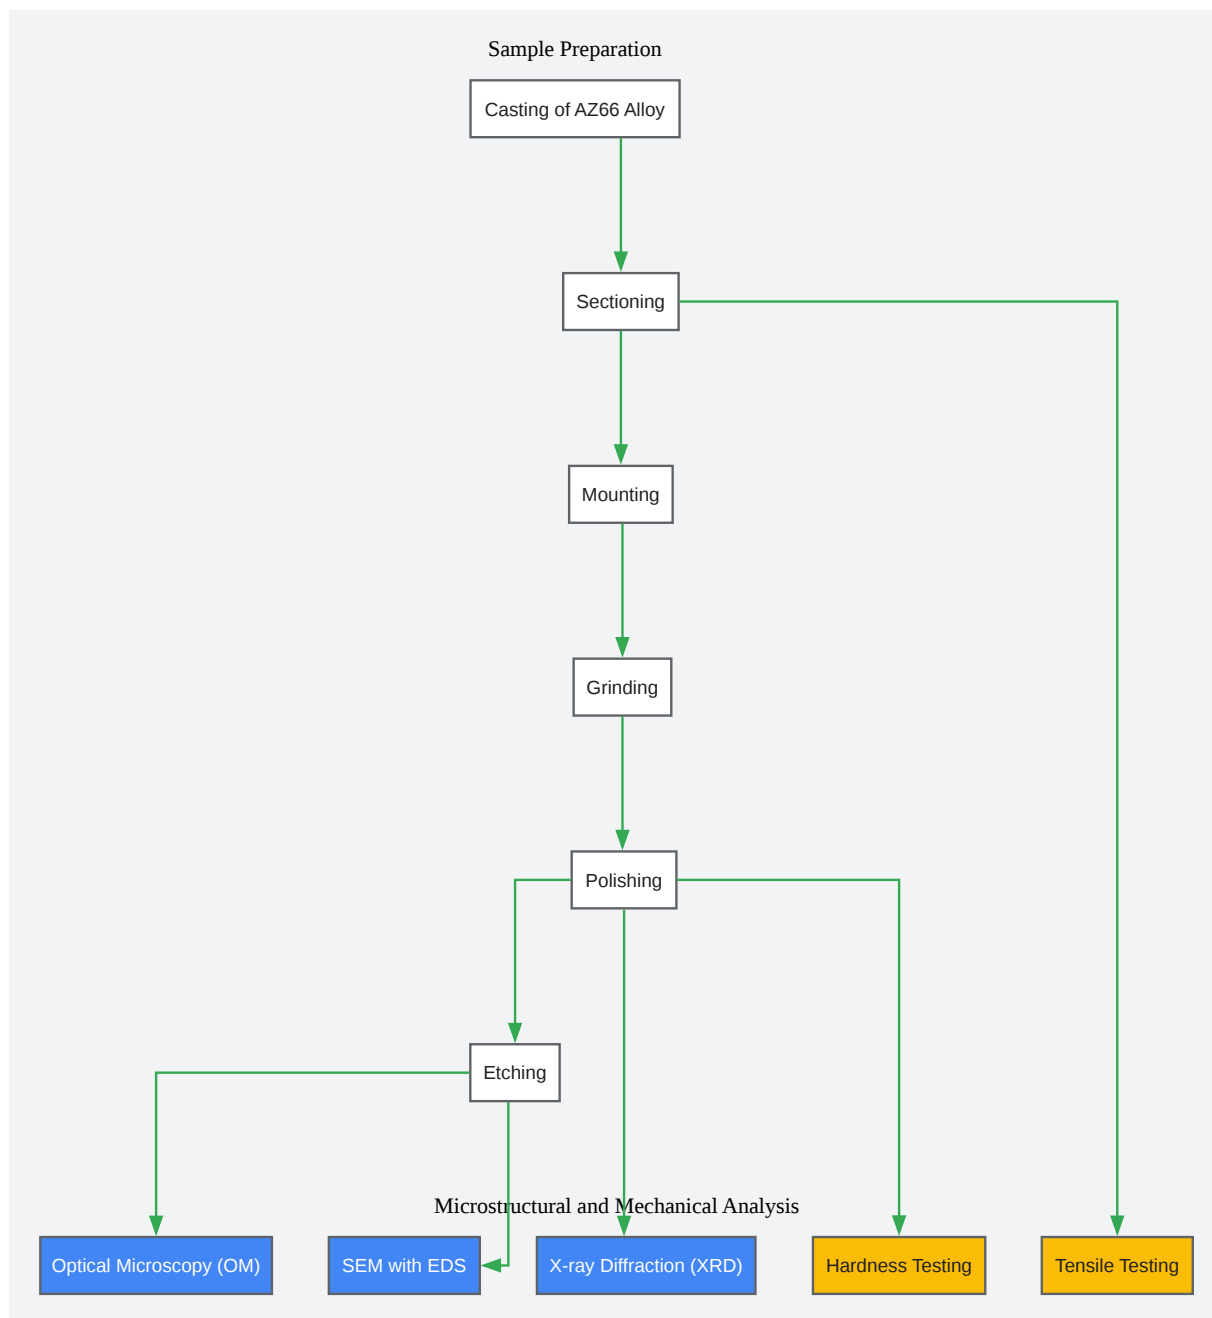 Sample Preparation
Casting of AZ66 Alloy
Sectioning
Mounting
Grinding
Polishing
Etching
Microstructural and Mechanical Analysis
Optical Microscopy (OM)
SEM with EDS
X-ray Diffraction (XRD)
Hardness Testing
Tensile Testing